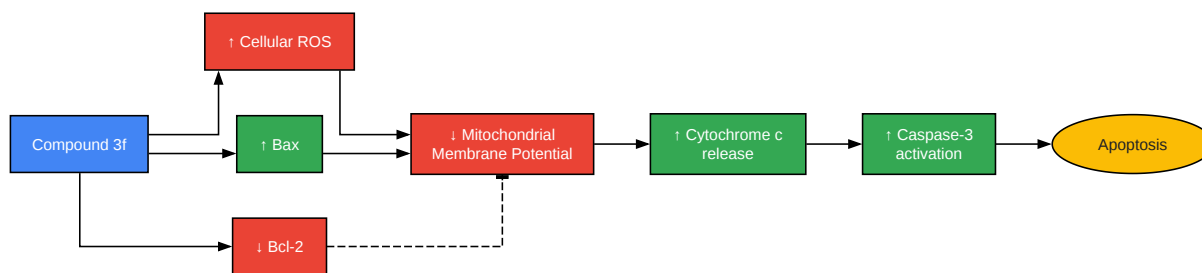 ↑ Cellular ROS
Compound 3f
↑ Bax
↓ Mitochondrial
Membrane Potential
↑ Cytochrome c
release
↑ Caspase-3
activation
Apoptosis
↓ Bcl-2